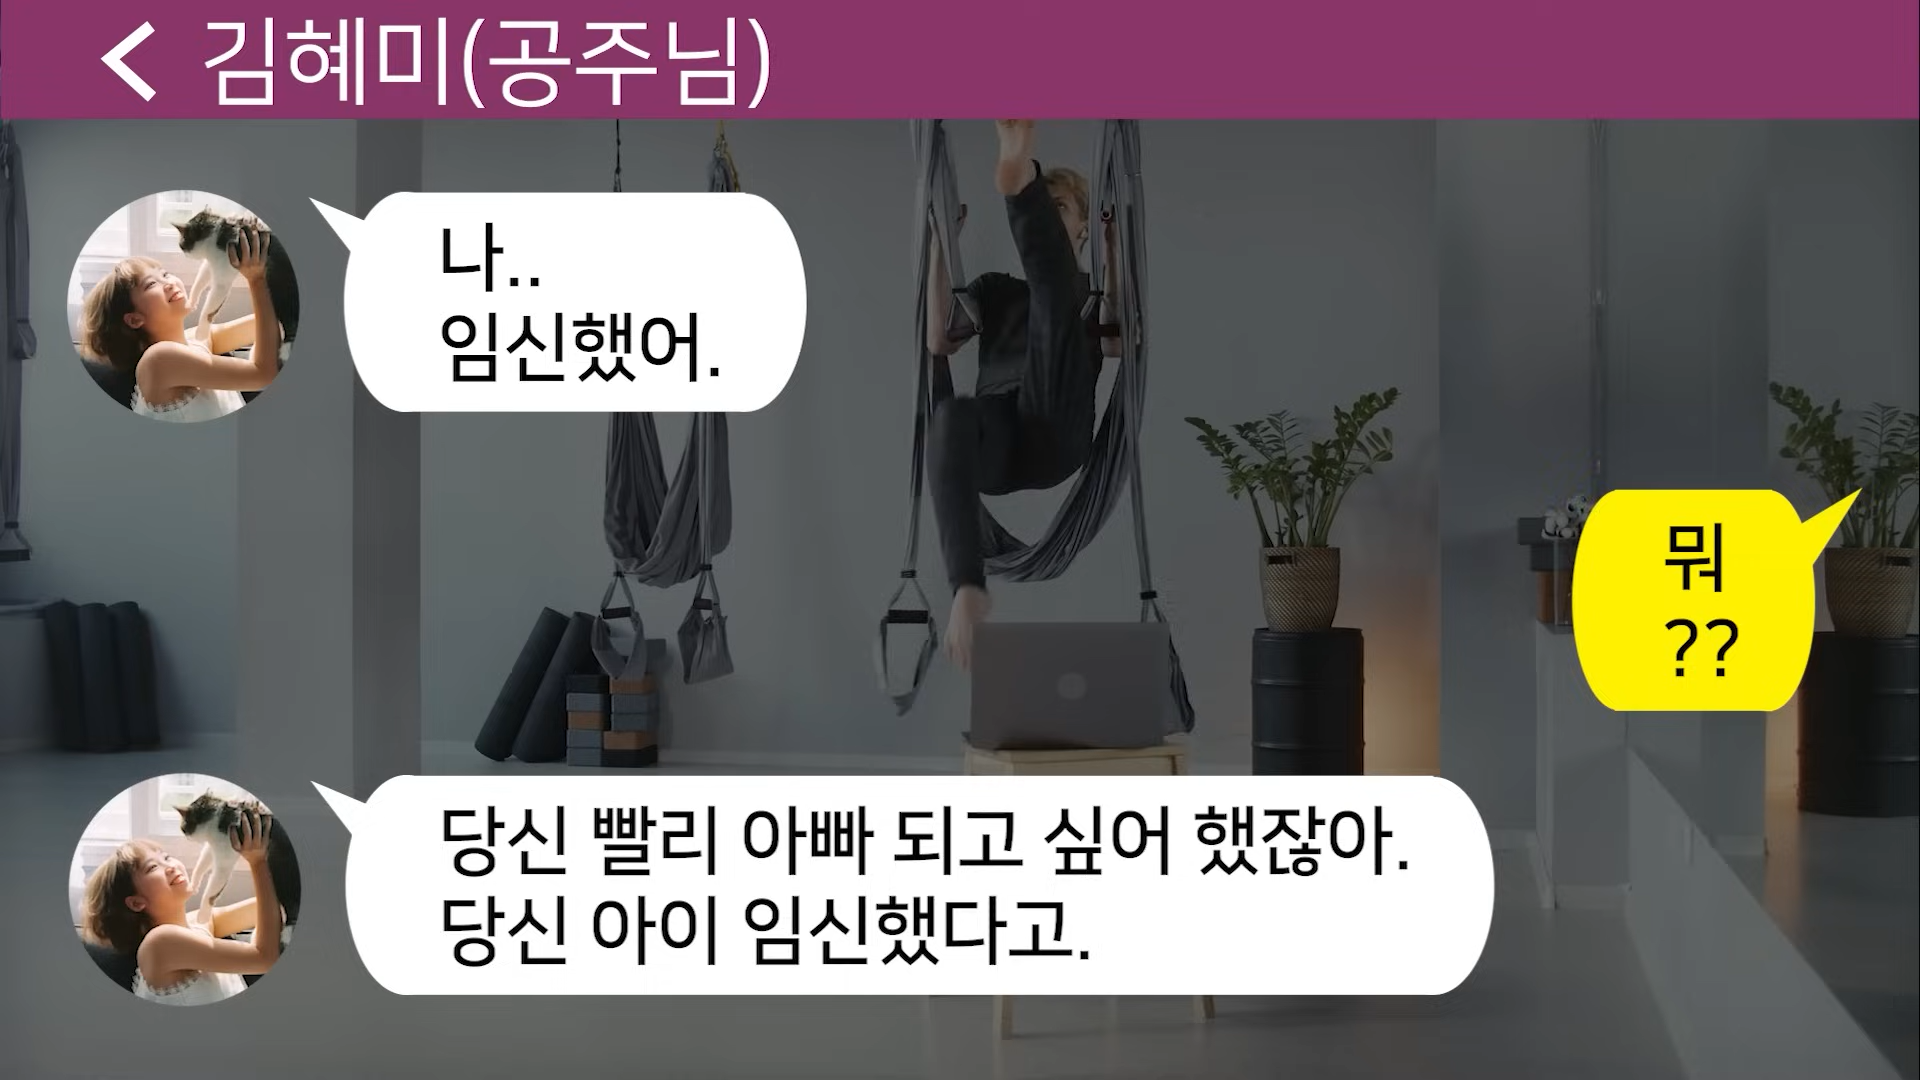 김혜미(공주님)
나..
임신했어.
뭐
??
당신 빨리 아빠 되고 싶어 했잖아.
당신 아이 임신했다고.